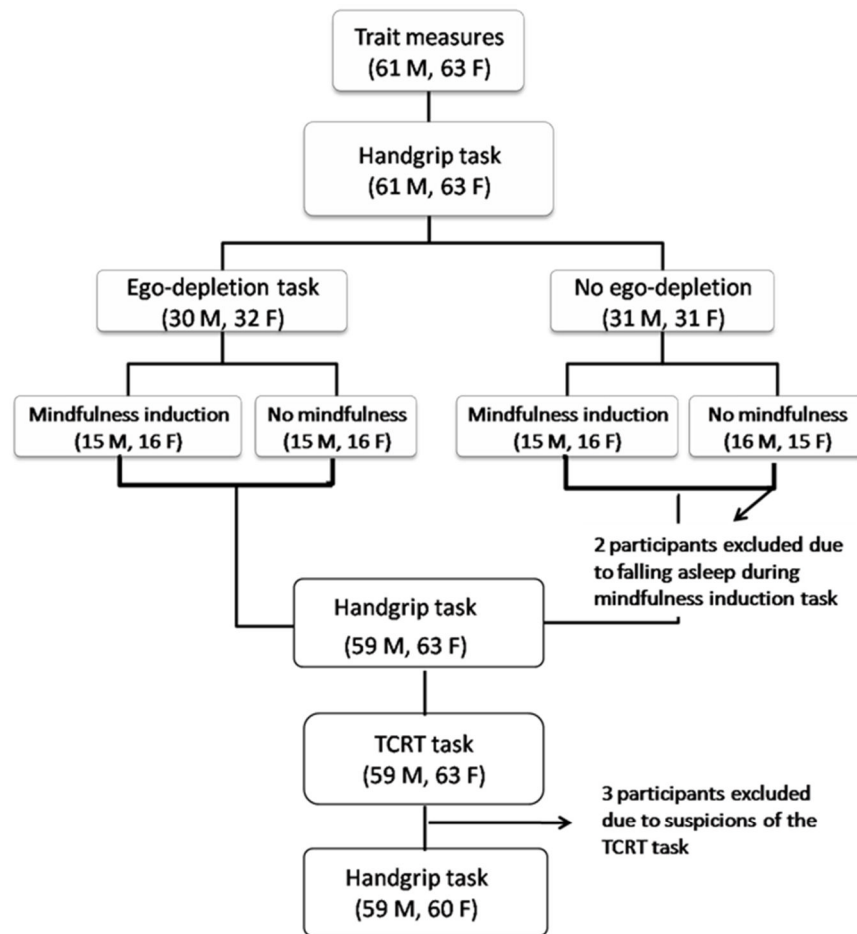 Trait measures
(61 M, 63 F)
Handgrip task
(61 M, 63 F)
Ego-depletion task
(30 M, 32 F)
No ego-depletion
(31 M, 31 F)
Mindfulness induction
(15 M, 16 F)
No mindfulness
(15 M, 16 F)
Mindfulness induction
(15 M, 16 F)
No mindfulness
(16 M, 15 F)
2 participants excluded due
to falling asleep during
mindfulness induction task
Handgrip task
(59 M, 63 F)
TCRT task
(59 M, 63 F)
3 participants excluded
due to suspicions of the
TCRT task
Handgrip task
(59 M, 60 F)